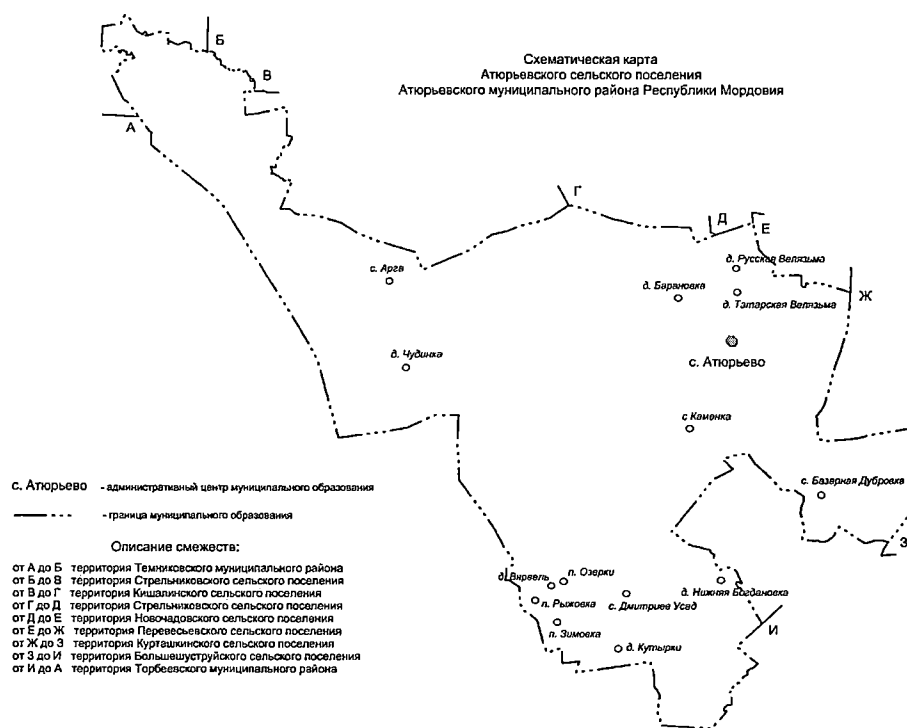 Схематическая карта
Атюрьевского сельского поселения
Атюрьевского муниципального района Республики Мордовия
Б
В
А
Г
Д
Е
д. Русская Велязьма
с. Арга
д. Барановка
д. Татарская Велязьма
Ж
д. Чудинка
с. Атюрьево
с Каменка
с. Базарная Дубровка
З
с. Атюрьево - административный центр муниципального образования
- граница муниципального образования
Описание смежеств:
от А до Б территория Темниковского муниципального района
от Б до В территория Стрельниковского сельского поселения
от В до Г территория Кишалинского сельского поселения
от Г до Д территория Стрельниховского сельского поселения
от Д до Е территория Новочадовского сельского поселения
от Е до Ж территория Перевесьевского сельского поселения
от Ж до З территория Курташкинского сельского поселения
от З до И территория Большешуструйского сельского поселения
от И до А территория Торбеевского муниципального района
п. Озерки
д. Вирвель
д. Нижняя Богдановка
п. Рыжовка
с. Дмитриев Усад
И
п. Зимовка
д. Кутырки